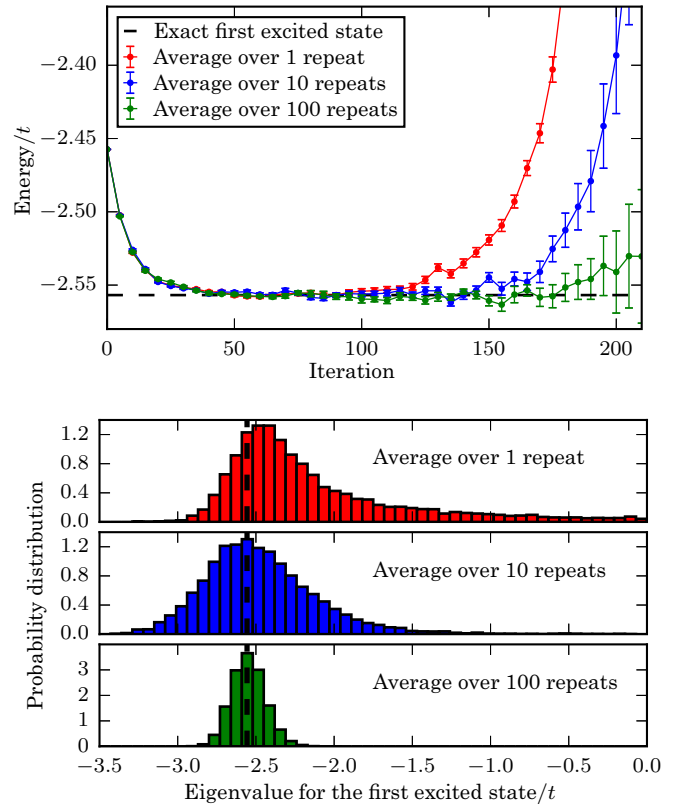 Exact first excited state
Average over 1 repeat
Average over 10 repeats
Average over 100 repeats
Energy/t
−2.40
−2.45
−2.50
−2.55
0 50 100 150 200
Iteration
Probability distribution
1.2
0.8
0.4
0.0
Average over 1 repeat
1.2
0.8
0.4
0.0
Average over 10 repeats
3
2
1
0
Average over 100 repeats
−3.5 −3.0 −2.5 −2.0 −1.5 −1.0 −0.5 0.0
Eigenvalue for the first excited state/t